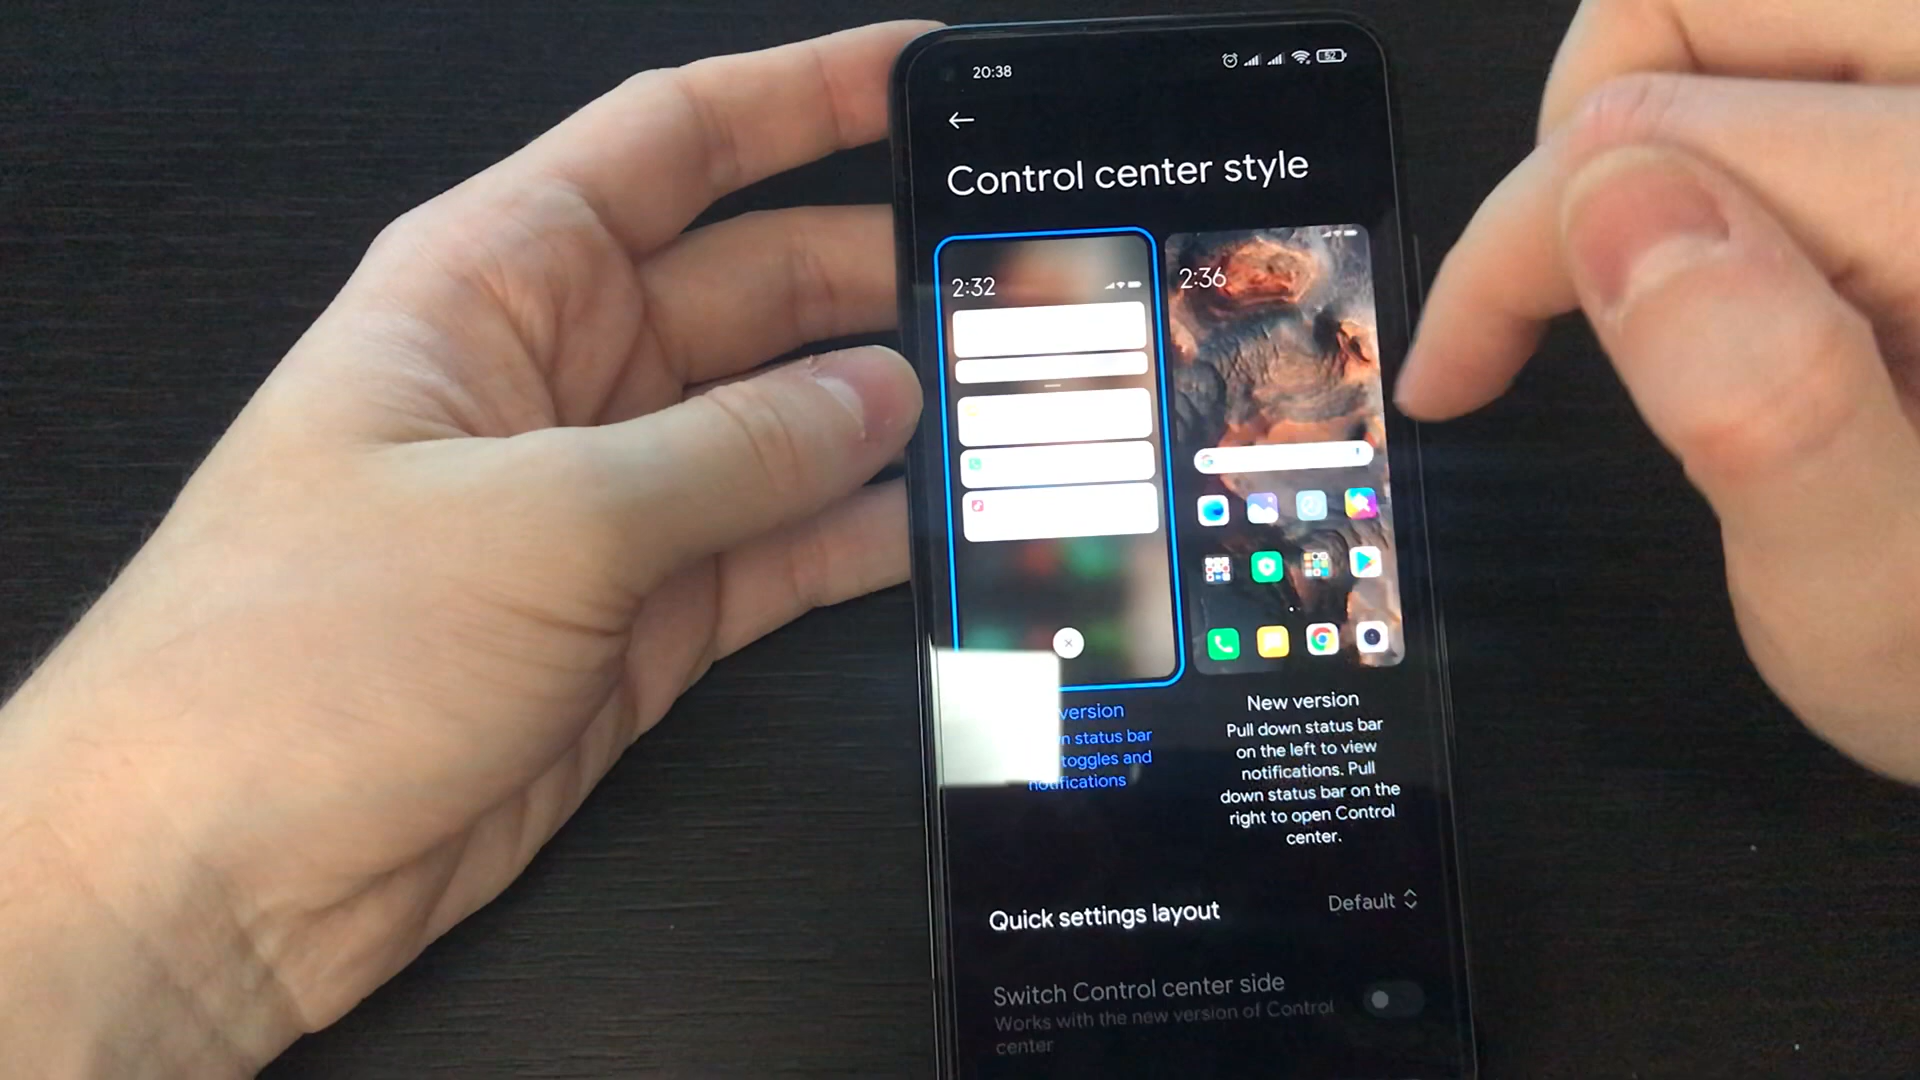 20:38
52
Control center style
2:32
2:36
version
status bar
toggles and
notifications
New version
Pull down status bar
on the left to view
notifications. Pull
down status bar on the
right to open Control
center.
Quick settings layout
Default
Switch Control center side
Works with the new version of Control
center